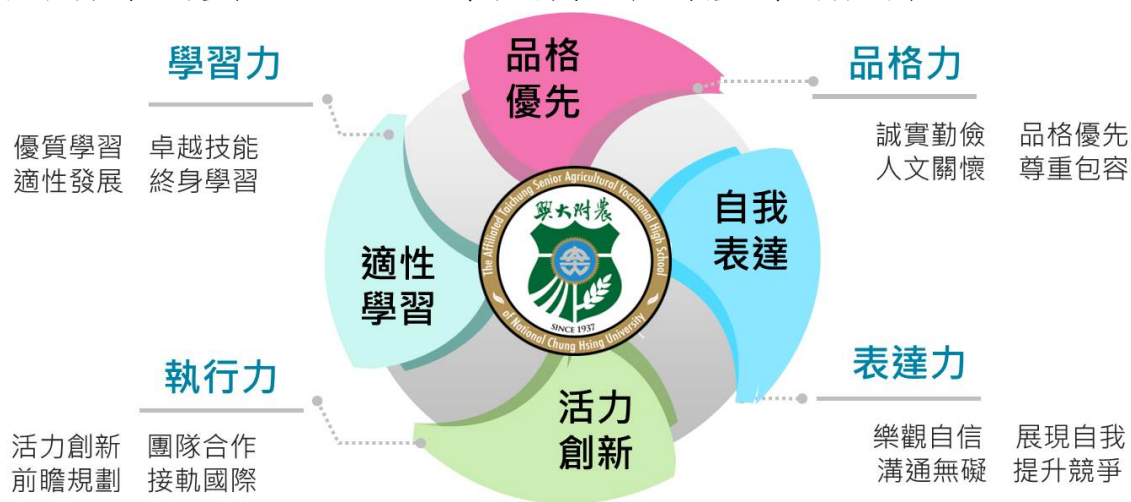 學習力
優質學習 卓越技能
適性發展 終身學習
品格
優先
品格力
誠實勤儉 品格優先
人文關懷 尊重包容
適性
學習
The Affiliated Taichung Senior Agricultural Vocational High School
興大附農
SINCE 1937
of National Chung Hsing University
自我
表達
執行力
活力創新 團隊合作
前瞻規劃 接軌國際
活力
創新
表達力
樂觀自信 展現自我
溝通無礙 提升競爭